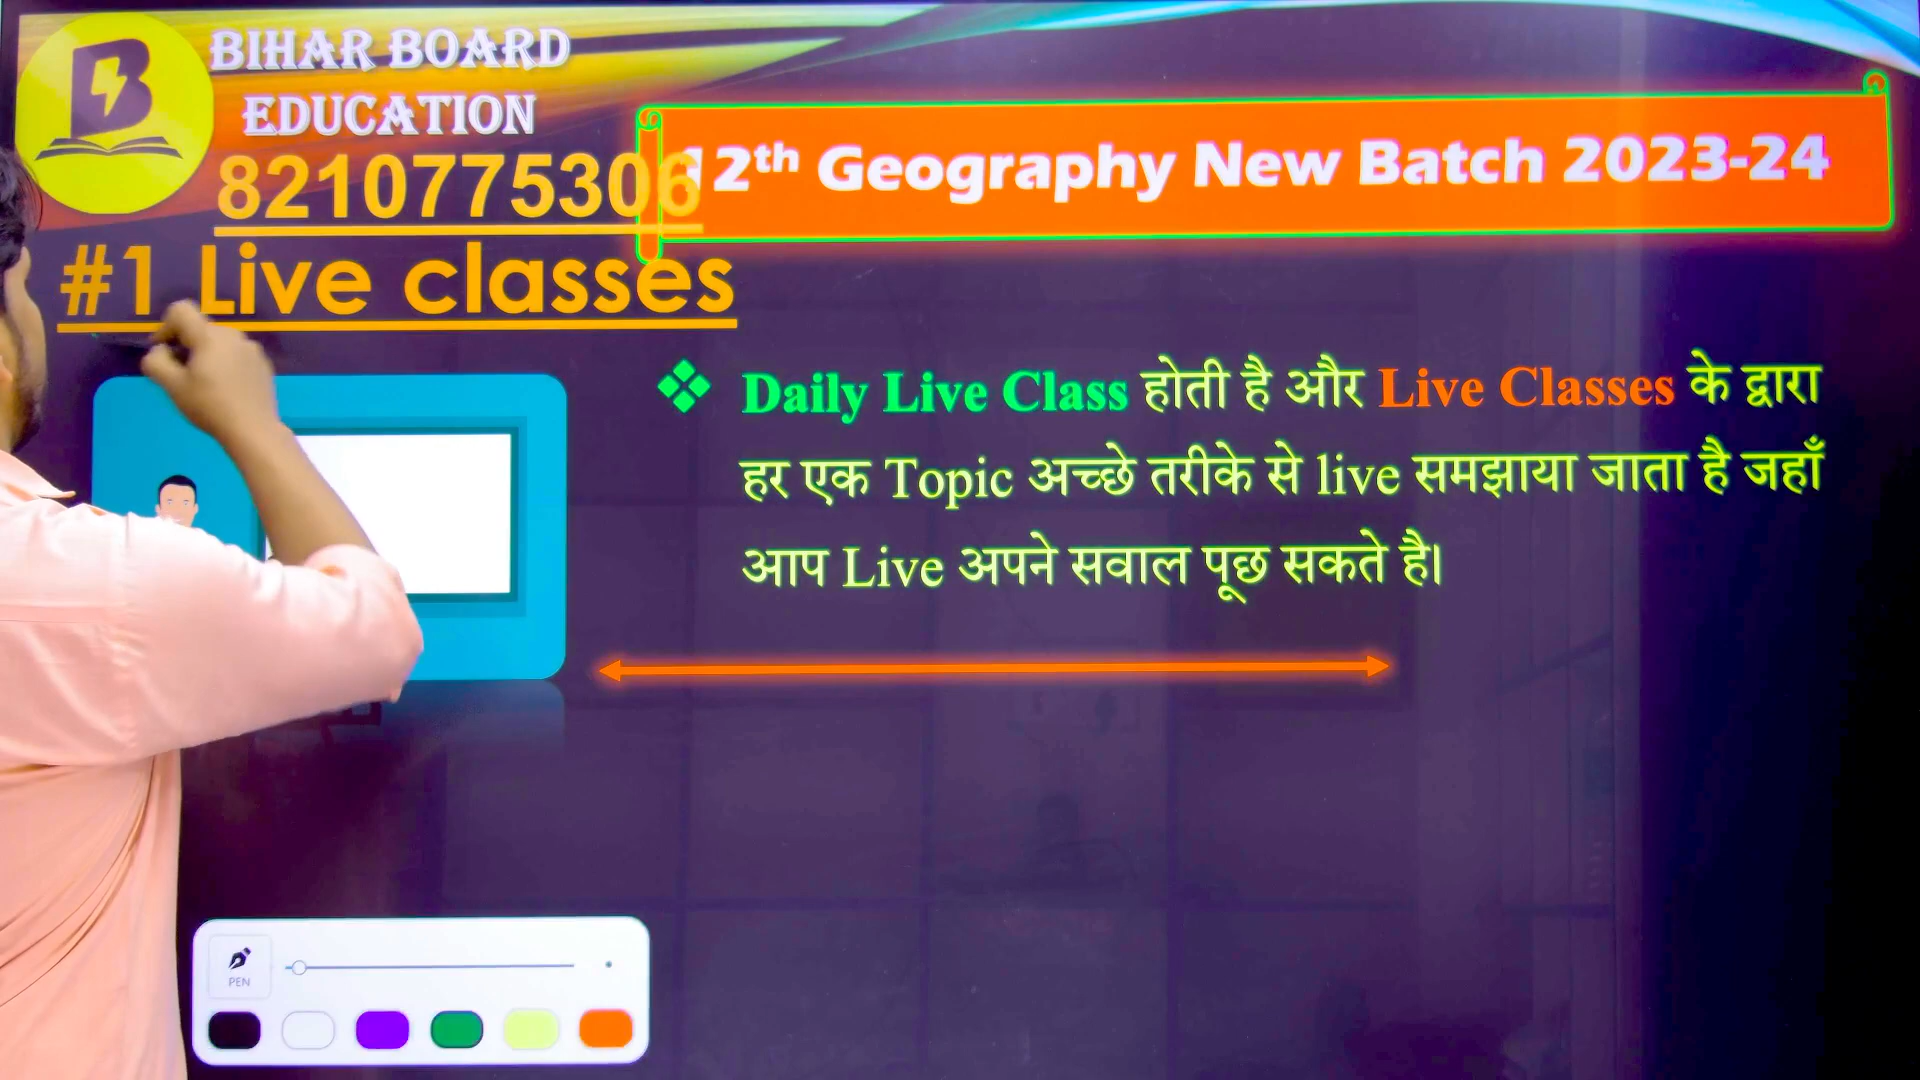 BIHAR BOARD
EDUCATION
8210775306
12th Geography New Batch 2023-24
#1 Live classes
Daily Live Class होती है और Live Classes के द्वारा
हर एक Topic अच्छे तरीके से live समझाया जाता है जहाँ
आप Live अपने सवाल पूछ सकते है।
PEN